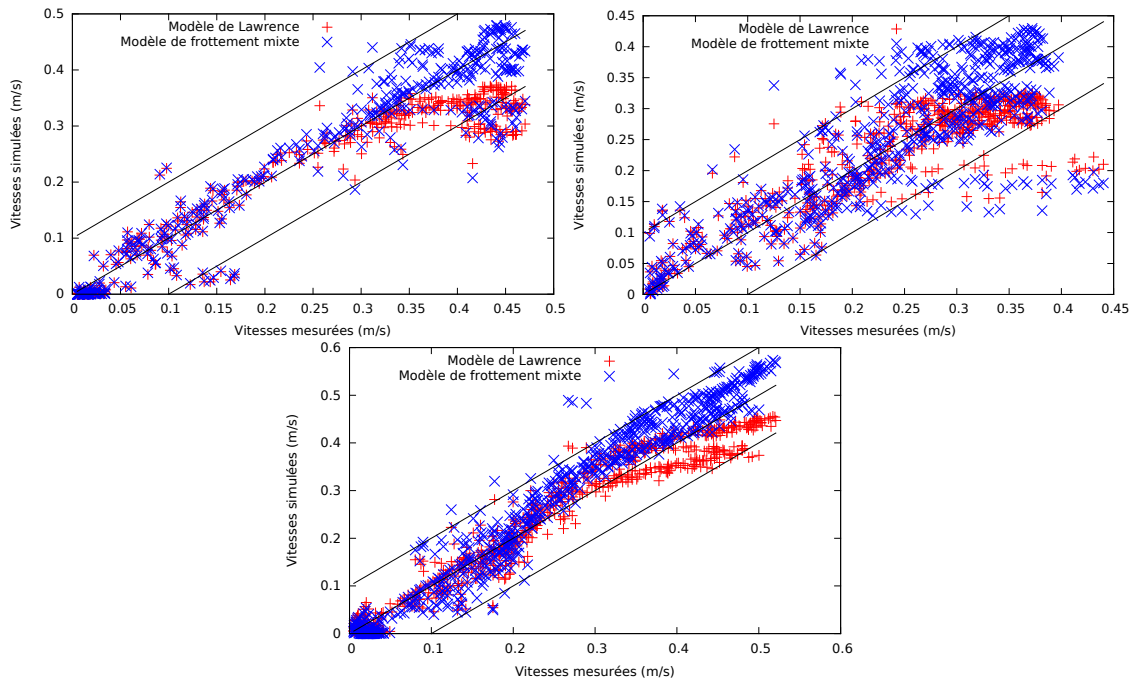 0.5
0.4
0.3
0.2
0.1
0
0 0.05 0.1 0.15 0.2 0.25 0.3 0.35 0.4 0.45 0.5
Vitesses simulées (m/s)
Vitesses mesurées (m/s)
Modèle de Lawrence
Modèle de frottement mixte
0.45
0.4
0.35
0.3
0.25
0.2
0.15
0.1
0.05
0
0 0.05 0.1 0.15 0.2 0.25 0.3 0.35 0.4 0.45
Vitesses simulées (m/s)
Vitesses mesurées (m/s)
Modèle de Lawrence
Modèle de frottement mixte
0.6
0.5
0.4
0.3
0.2
0.1
0
0 0.1 0.2 0.3 0.4 0.5 0.6
Vitesses simulées (m/s)
Vitesses mesurées (m/s)
Modèle de Lawrence
Modèle de frottement mixte